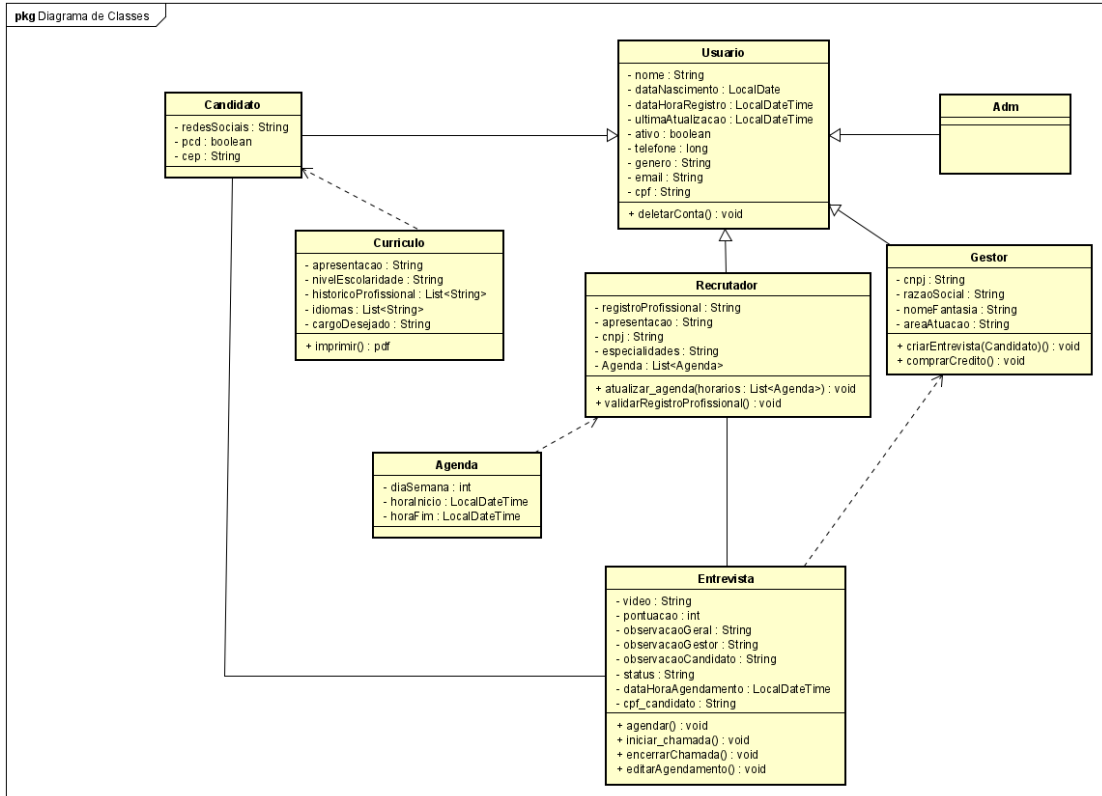 pkg Diagrama de Classes
Usuario
- nome : String
- dataNascimento : LocalDate
- dataHoraRegistro : LocalDateTime
- ultimaAtualizacao : LocalDateTime
- ativo : boolean
- telefone : long
- genero : String
- email : String
- cpf : String
+ deletarConta() : void
Candidato
- redesSociais : String
- pcd : boolean
- cep : String
Adm
Curriculo
- apresentacao : String
- nivelEscolaridade : String
- historicoProfissional : List<String>
- idiomas : List<String>
- cargoDesejado : String
+ imprimir() : pdf
Recrutador
- registroProfissional : String
- apresentacao : String
- cnpj : String
- especialidades : String
- Agenda : List<Agenda>
+ atualizar_agenda(horarios : List<Agenda>) : void
+ validarRegistroProfissional() : void
Gestor
- cnpj : String
- razaoSocial : String
- nomeFantasia : String
- areaAtuacao : String
+ criarEntrevista(Candidato)() : void
+ comprarCredito() : void
Agenda
- diaSemana : int
- horaInicio : LocalDateTime
- horaFim : LocalDateTime
Entrevista
- video : String
- pontuacao : int
- observacaoGeral : String
- observacaoGestor : String
- observacaoCandidato : String
- status : String
- dataHoraAgendamento : LocalDateTime
- cpf_candidato : String
+ agendar() : void
+ iniciar_chamada() : void
+ encerrarChamada() : void
+ editarAgendamento() : void